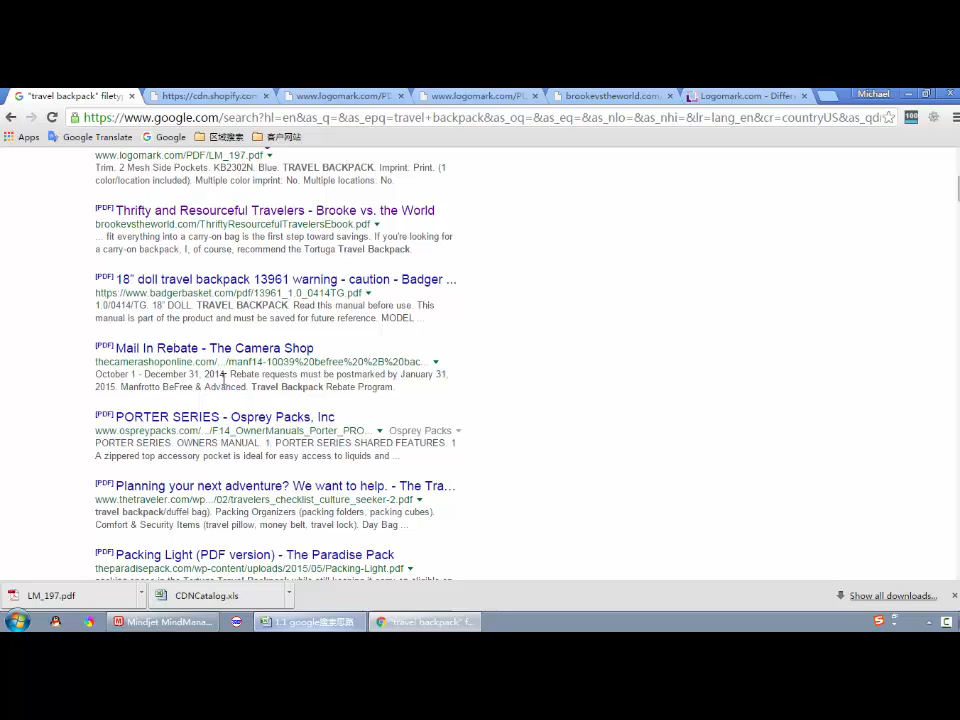 "travel backpack" filety
https://cdn.shopify.com
www.logomark.com/PD
www.logomark.com/PL
brookevstheworld.com/
Logomark.com - Differe
Michael
https://www.google.com/search?hl=en&as_q=&as_epq=travel+backpack&as_oq=&as_eq=&as_nlo=&as_nhi=&lr=lang_en&cr=countryUS&as_qd
100
Apps Google Translate Google 区域搜索 客户网站
www.logomark.com/PDF/LM_197.pdf
Trim. 2 Mesh Side Pockets. KB2302N, Blue. TRAVEL BACKPACK. Imprint. Print. (1
color/location included). Multiple color imprint: No. Multiple locations: No.
[PDF] Thrifty and Resourceful Travelers - Brooke vs. the World
brookevstheworld.com/ThriftyResourcefulTravelersEbook.pdf
... fit everything into a carry-on bag is the first step toward savings. If you're looking for
a carry-on backpack, I, of course, recommend the Tortuga Travel Backpack.
[PDF] 18” doll travel backpack 13961 warning - caution - Badger ...
https://www.badgerbasket.com/pdf/13961_1.0_0414TG.pdf
1.0/0414/TG. 18" DOLL. TRAVEL BACKPACK. Read this manual before use. This
manual is part of the product and must be saved for future reference. MODEL ...
[PDF] Mail In Rebate - The Camera Shop
thecamerashoponline.com/.../manf14-10039%20befree%20%2B%20bac...
October 1 - December 31, 2014. Rebate requests must be postmarked by January 31,
2015. Manfrotto BeFree & Advanced. Travel Backpack Rebate Program.
[PDF] PORTER SERIES - Osprey Packs, Inc
www.ospreypacks.com/.../F14_OwnerManuals_Porter_PRO... Osprey Packs
PORTER SERIES. OWNERS MANUAL. 1. PORTER SERIES SHARED FEATURES. 1
A zippered top accessory pocket is ideal for easy access to liquids and ...
[PDF] Planning your next adventure? We want to help. - The Tra...
www.thetraveler.com/wp.../02/travelers_checklist_culture_seeker-2.pdf
travel backpack/duffel bag). Packing Organizers (packing folders, packing cubes).
Comfort & Security Items (travel pillow, money belt, travel lock). Day Bag ...
[PDF] Packing Light (PDF version) - The Paradise Pack
theparadisepack.com/wp-content/uploads/2015/05/Packing-Light.pdf
LM_197.pdf
CDNCatalog.xls
Show all downloads...
Mindjet MindMana...
1.1 google搜索思路
"travel backpack" f...